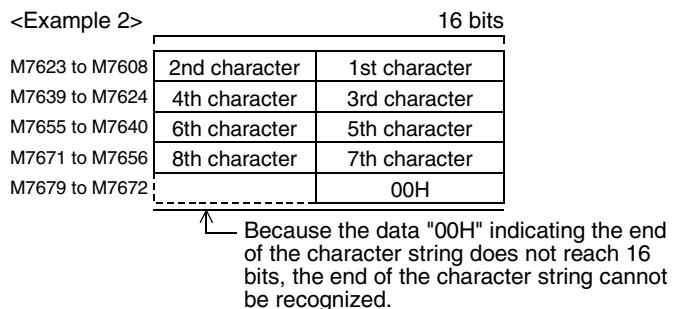 <Example 2> 16 bits
M7623 to M7608 2nd character 1st character
M7639 to M7624 4th character 3rd character
M7655 to M7640 6th character 5th character
M7671 to M7656 8th character 7th character
M7679 to M7672 00H
Because the data "00H" indicating the end
of the character string does not reach 16
bits, the end of the character string cannot
be recognized.